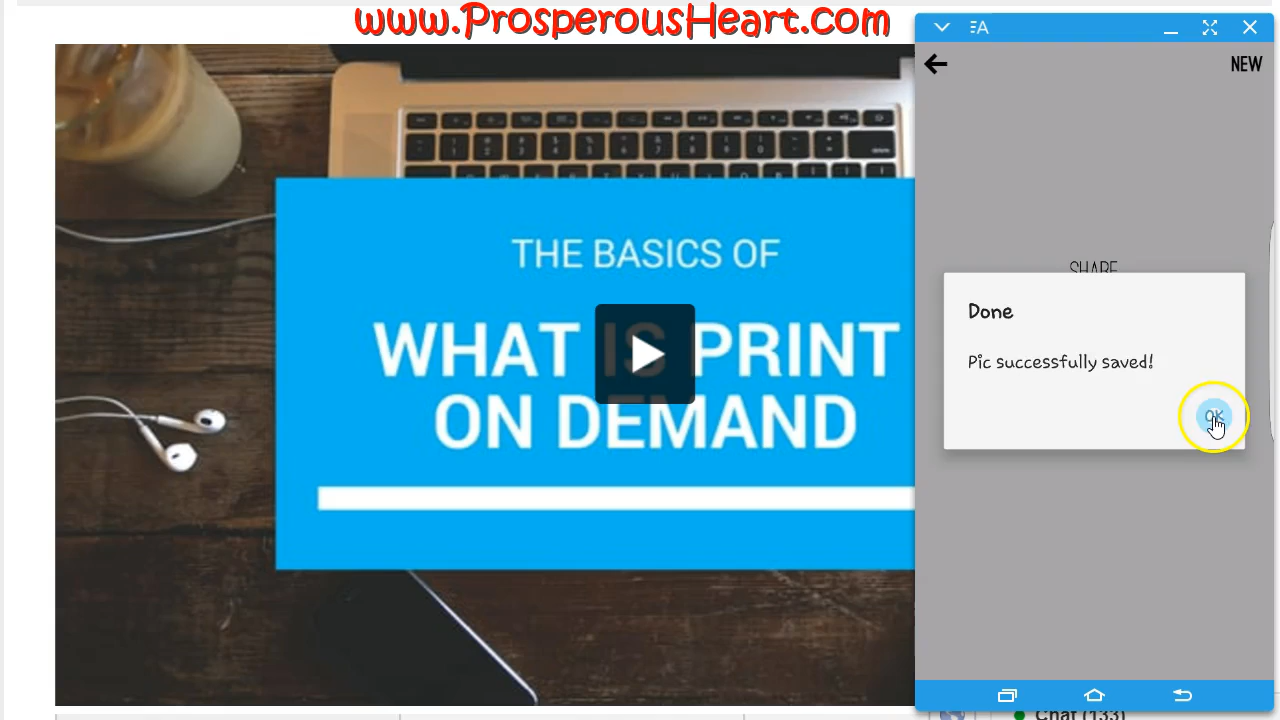 www.ProsperousHeart.com
A
NEW
THE BASICS OF
WHAT IS PRINT
ON DEMAND
SHARE
Done
Pic successfully saved!
OK
Chat (133)